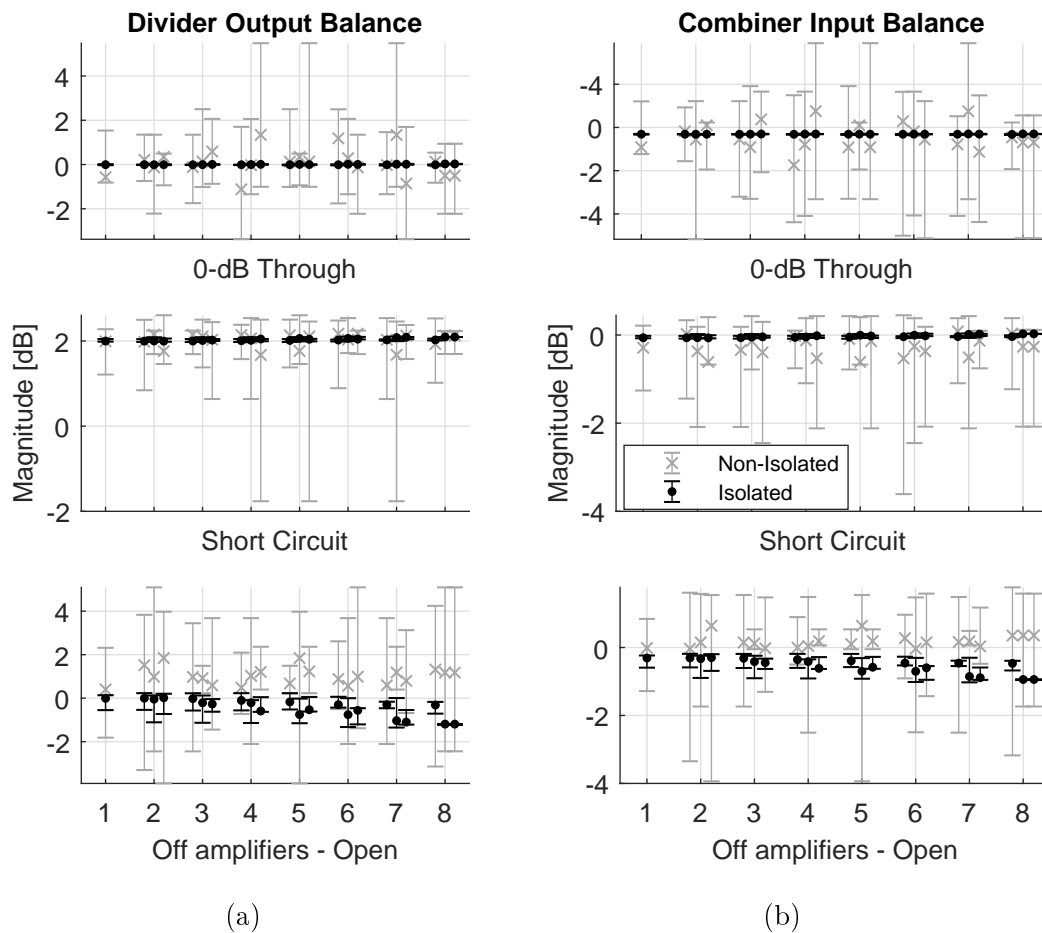 Divider Output Balance
4
2
0
-2
0-dB Through
2
0
-2
Short Circuit
Magnitude [dB]
4
2
0
-2
1 2 3 4 5 6 7 8
Off amplifiers - Open
(a)
Combiner Input Balance
-4
0
-2
-4
0-dB Through
0
-2
-4
Non-Isolated
Isolated
Short Circuit
Magnitude [dB]
0
-2
-4
1 2 3 4 5 6 7 8
Off amplifiers - Open
(b)